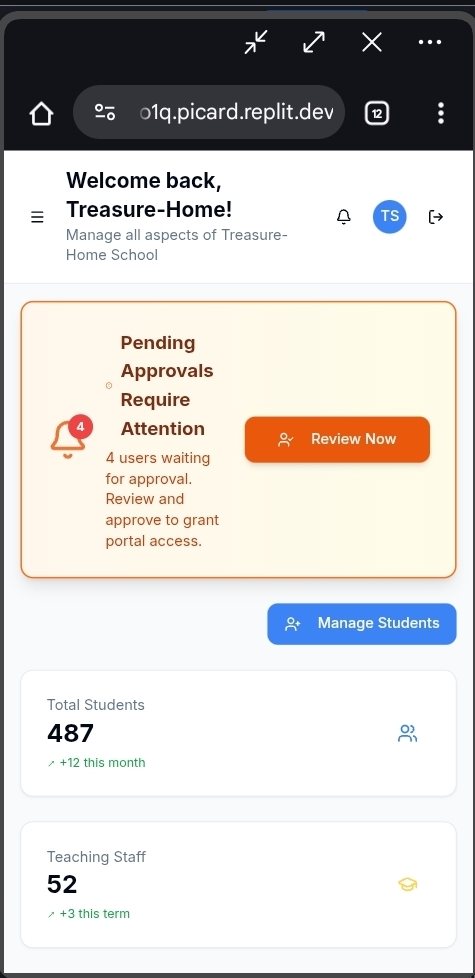 o1q.picard.replit.dev
12
Welcome back,
Treasure-Home!
Manage all aspects of Treasure-
Home School
TS
Pending
Approvals
Require
Attention
4
4 users waiting
for approval.
Review and
approve to grant
portal access.
Review Now
Manage Students
Total Students
487
+12 this month
Teaching Staff
52
+3 this term